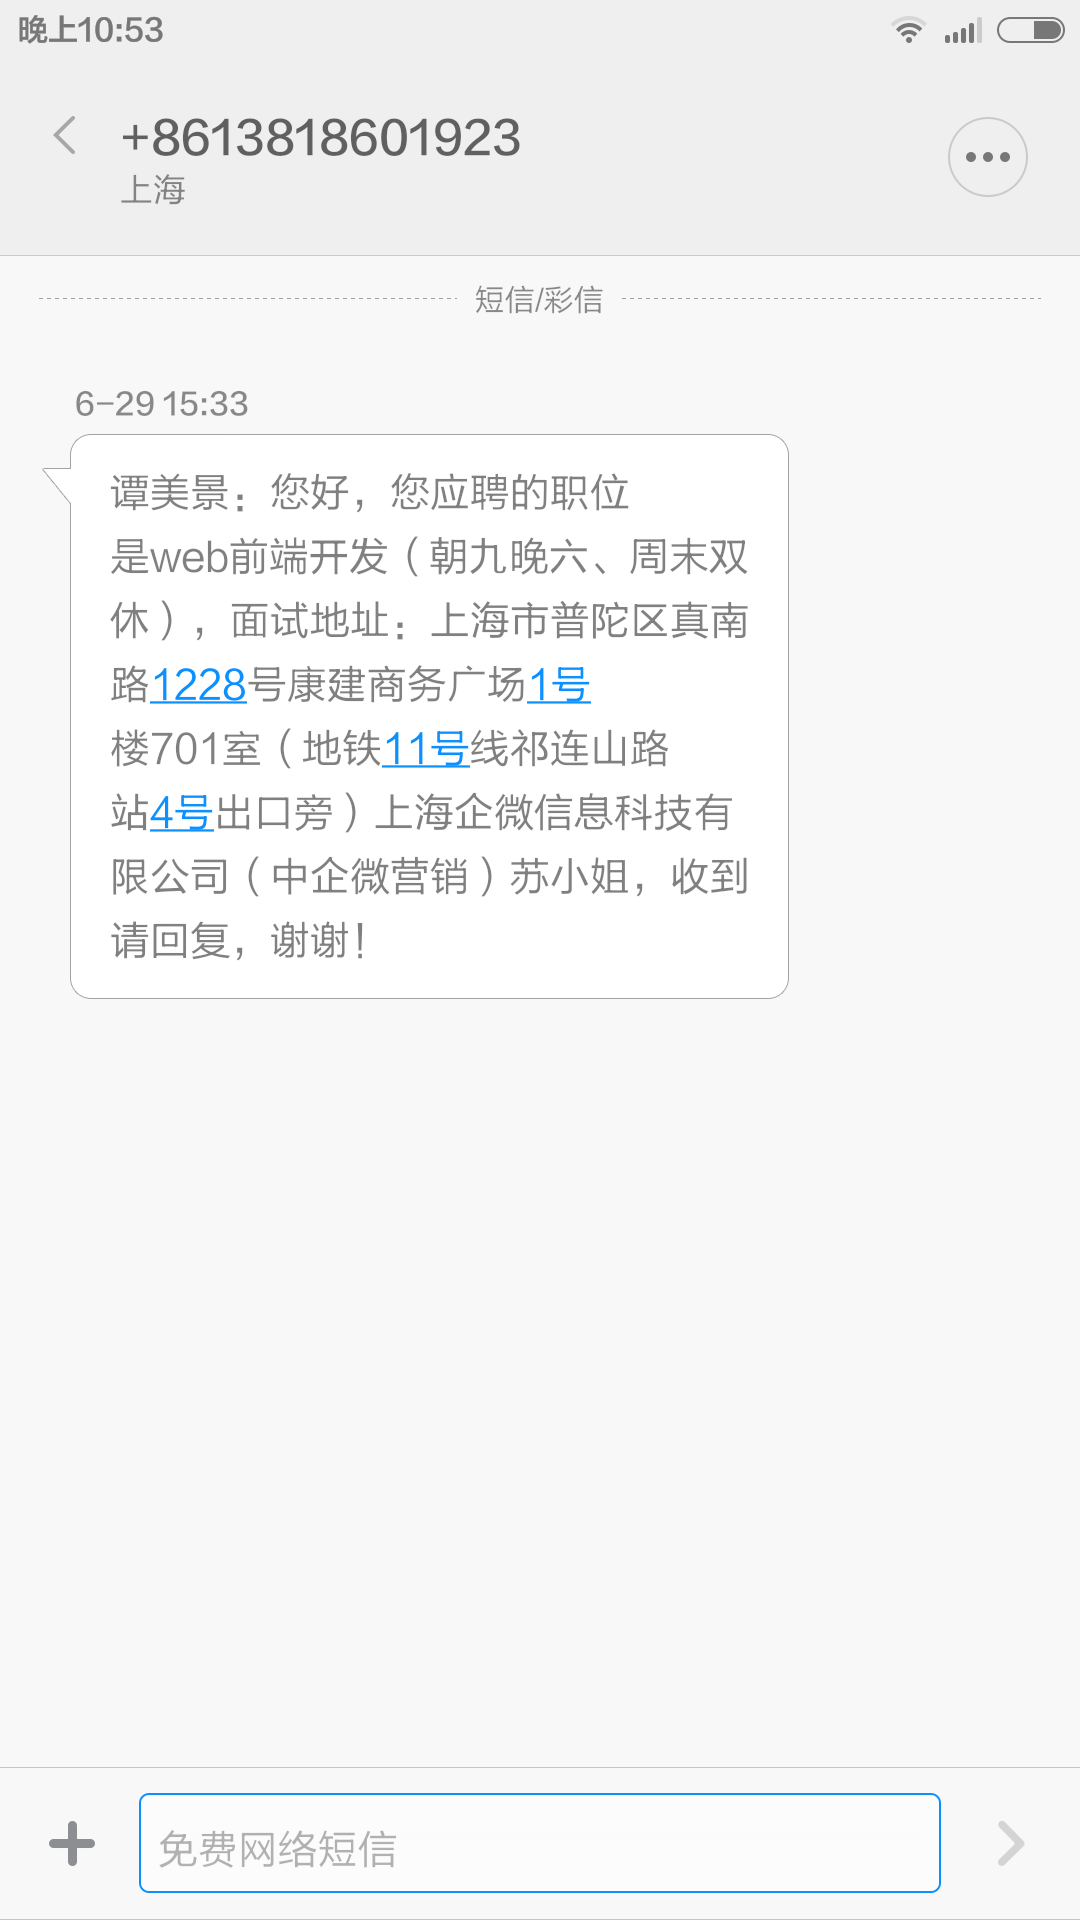 晚上10:53
+8613818601923
上海
短信/彩信
6-29 15:33
谭美景：您好，您应聘的职位
是web前端开发（朝九晚六、周末双
休），面试地址：上海市普陀区真南
路1228号康建商务广场1号
楼701室（地铁11号线祁连山路
站4号出口旁）上海企微信息科技有
限公司（中企微营销）苏小姐，收到
请回复，谢谢！
免费网络短信